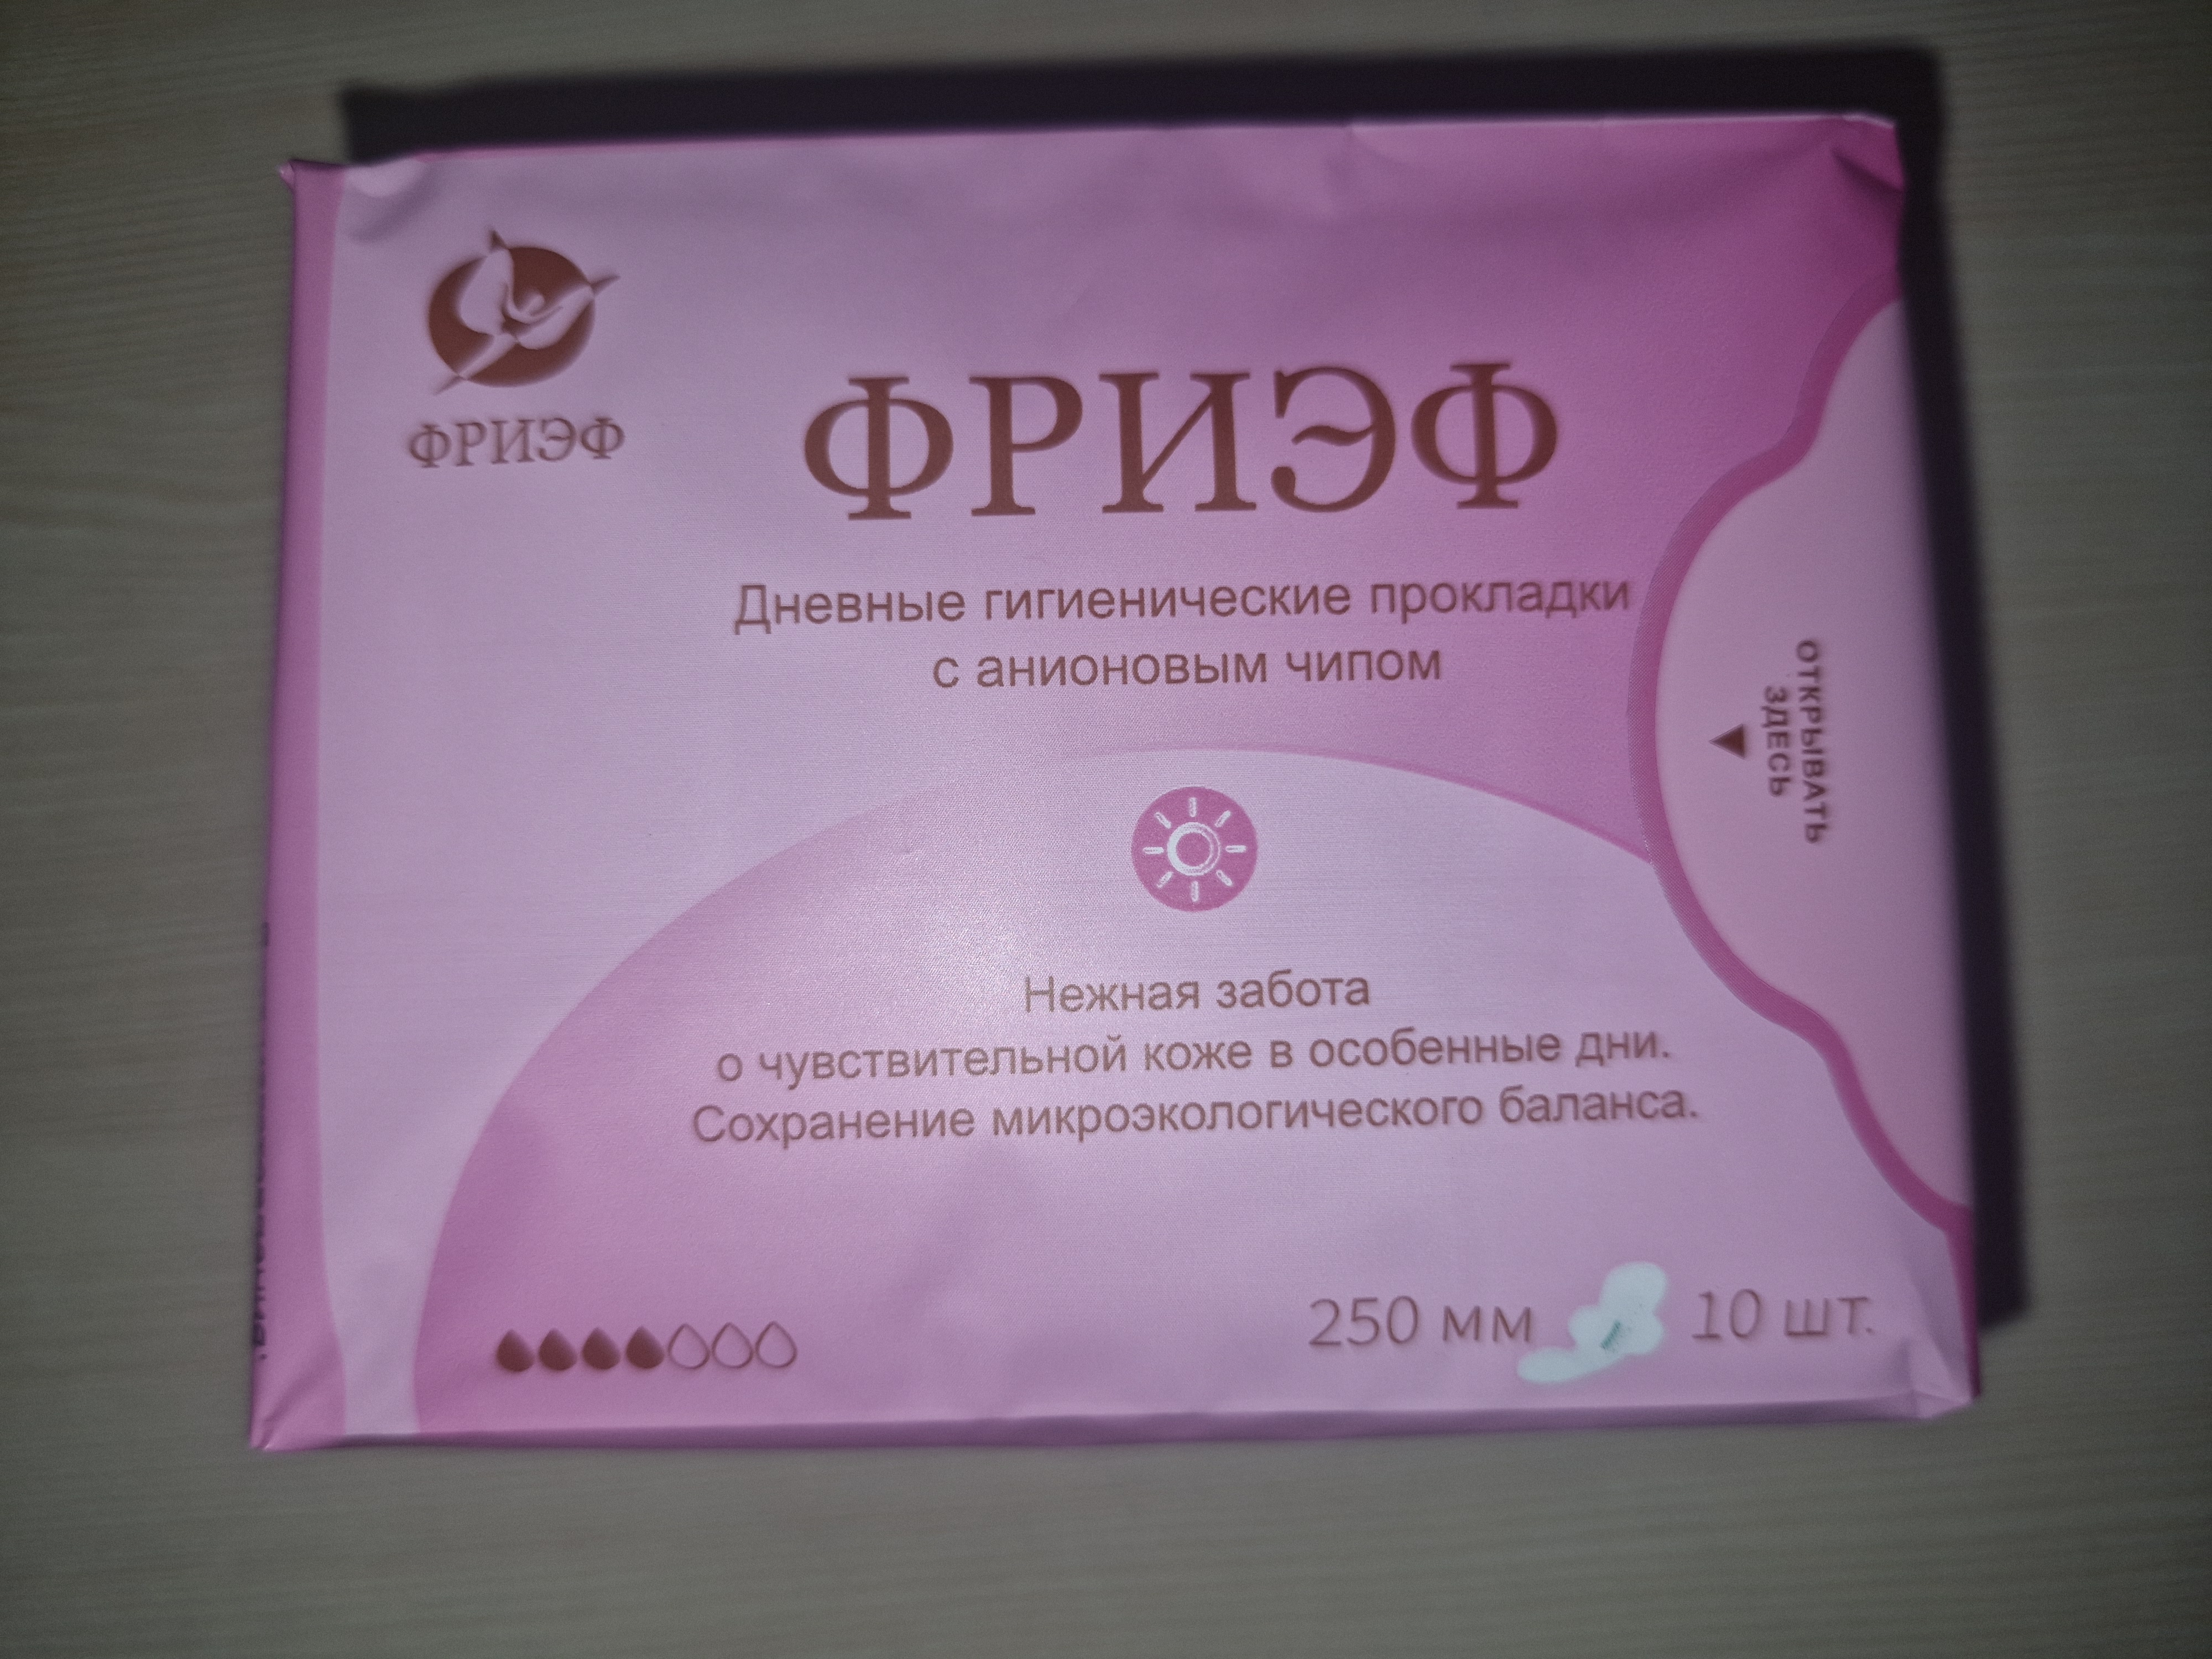 ФРИЭФ
ФРИЭФ
Дневные гигиенические прокладки
с анионовым чипом
ОТКРЫВАТЬ
ЗДЕСЬ
Нежная забота
о чувствительной коже в особенные дни.
Сохранение микроэкологического баланса.
250 мм 10 шт.